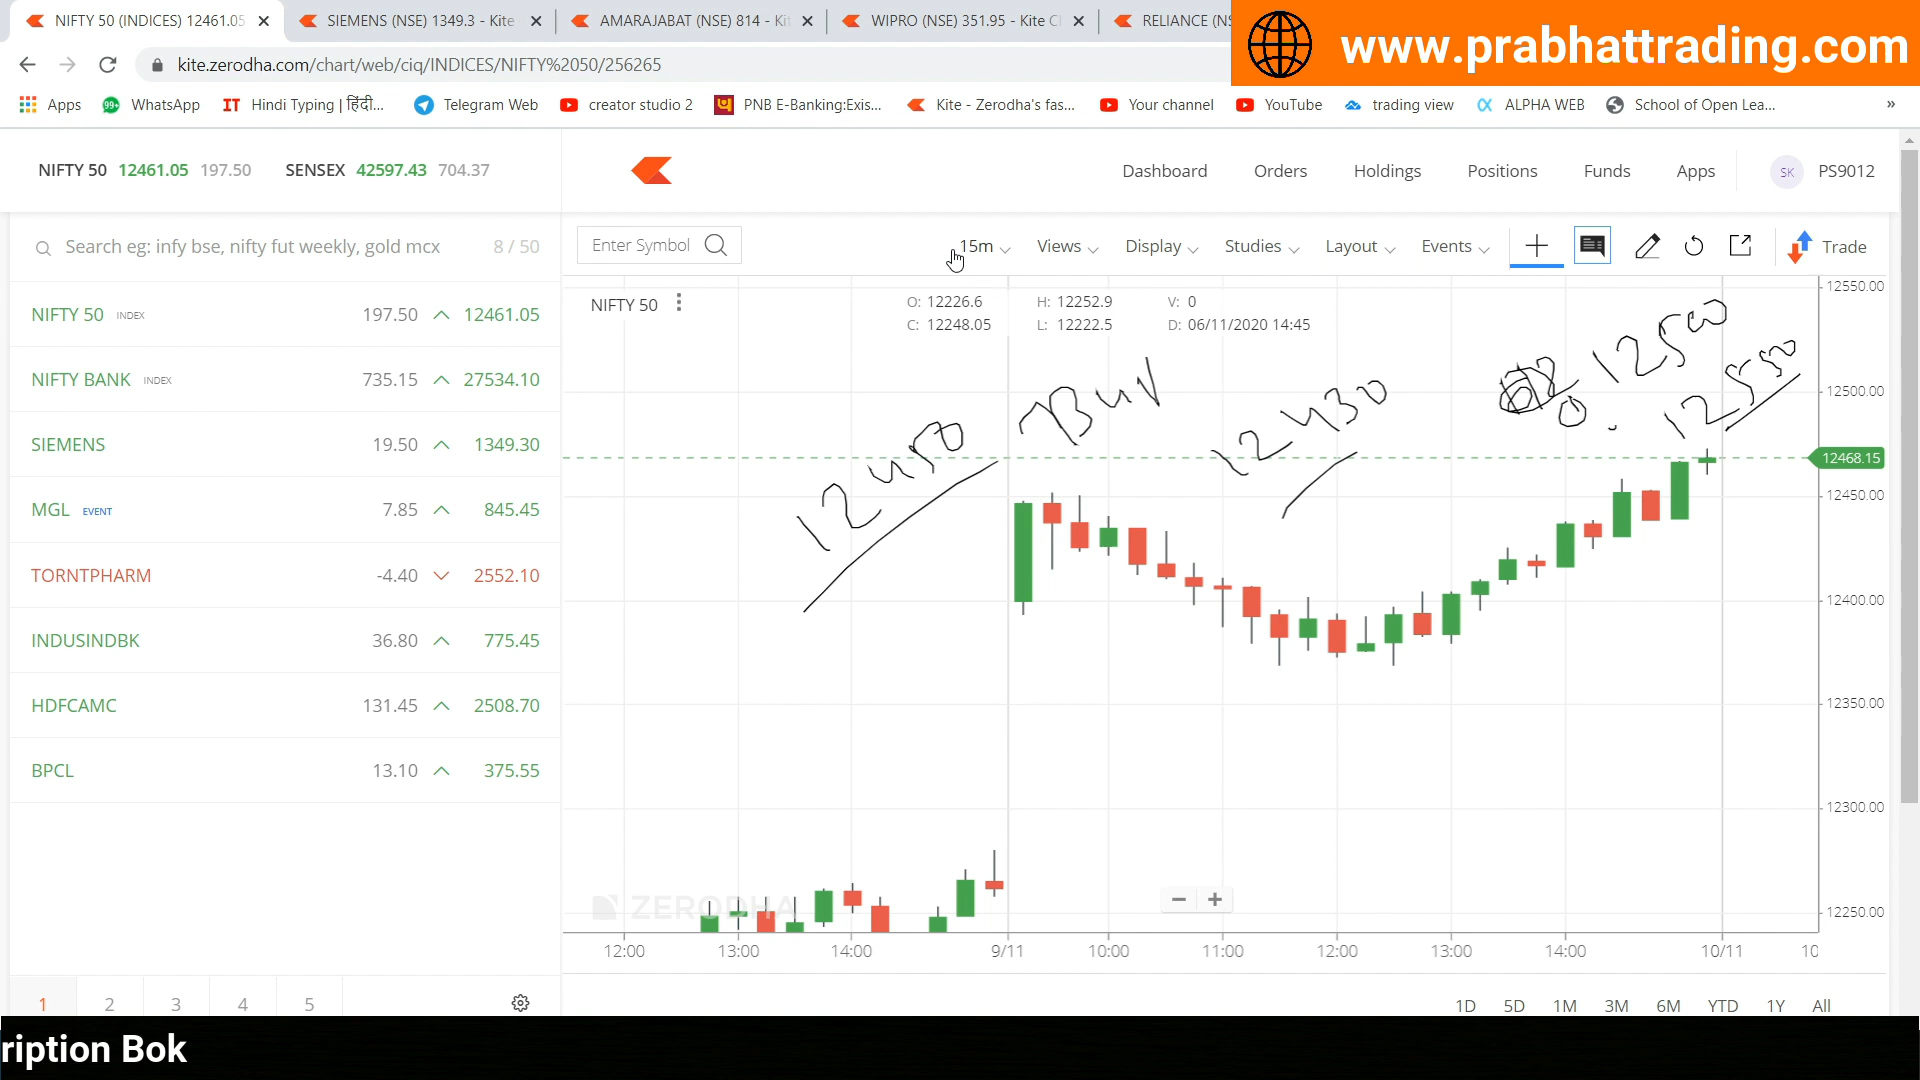 NIFTY 50 (INDICES) 12461.05
SIEMENS (NSE) 1349.3 - Kite
AMARAJABAT (NSE) 814 - Kit
WIPRO (NSE) 351.95 - Kite C
RELIANCE (NS
www.prabhattrading.com
kite.zerodha.com/chart/web/ciq/INDICES/NIFTY%2050/256265
Apps
99+
WhatsApp
IT Hindi Typing | हिंदी...
Telegram Web
creator studio 2
PNB E-Banking:Exis...
Kite - Zerodha's fas...
Your channel
YouTube
trading view
ALPHA WEB
School of Open Lea...
»
NIFTY 50 12461.05 197.50 SENSEX 42597.43 704.37
Dashboard Orders Holdings Positions Funds Apps SK PS9012
Search eg: infy bse, nifty fut weekly, gold mcx 8 / 50
Enter Symbol
15m Views Display Studies Layout Events Trade
NIFTY 50 INDEX 197.50 12461.05
NIFTY BANK INDEX 735.15 27534.10
SIEMENS 19.50 1349.30
MGL EVENT 7.85 845.45
TORNTPHARM -4.40 2552.10
INDUSINDBK 36.80 775.45
HDFCAMC 131.45 2508.70
BPCL 13.10 375.55
1 2 3 4 5
NIFTY 50
O: 12226.6 H: 12252.9 V: 0
C: 12248.05 L: 12222.5 D: 06/11/2020 14:45
12450
Buy
12430
12500
12550
12550.00
12500.00
12468.15
12450.00
12400.00
12350.00
12300.00
12250.00
ZERODHA
12:00 13:00 14:00 9/11 10:00 11:00 12:00 13:00 14:00 10/11 10
1D 5D 1M 3M 6M YTD 1Y All
ription Bok